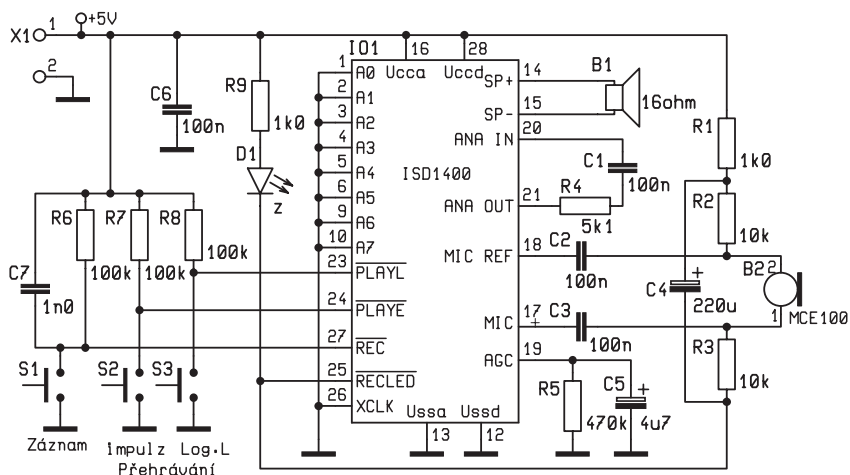 X1 1 +5V
2
C6
100n
R9
1k0
D1
z
IO1
16 28
Ucca Uccd
1 A0
2 A1
3 A2
4 A3
5 A4
6 A5
9 A6
10 A7
23 PLAYL
24 PLAYE
27 REC
25 RECLED
26 XCLK
ISD1400
SP+ 14
SP- 15
ANA IN 20
ANA OUT 21
MIC REF 18
MIC 17
+
AGC 19
Ussa Ussd
13 12
B1
16ohm
C1
100n
R4
5k1
C2
100n
C3
100n
R1
1k0
R2
10k
C4 +
220u
B2 2
1 MCE100
R3
10k
R5
470k
C5 +
4u7
R6 R7 R8
100k 100k 100k
C7
1n0
S1 S2 S3
Záznam Impulz Log.L
Přehrávání